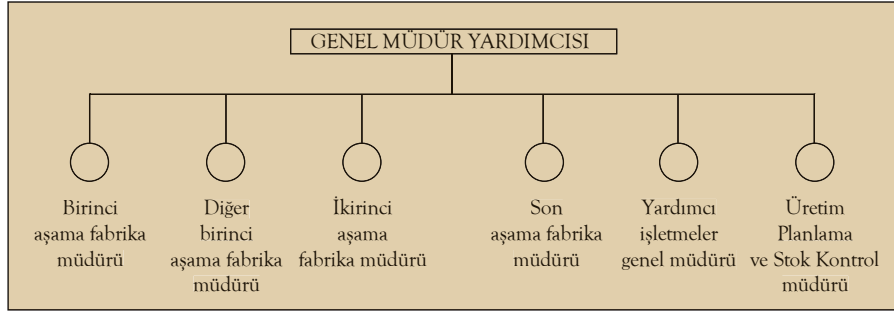 GENEL MÜDÜR YARDIMCISI
Birinci
aşama fabrika
müdürü
Diğer
birinci
aşama fabrika
müdürü
İkirinci
aşama
fabrika müdürü
Son
aşama fabrika
müdürü
Yardımcı
işletmeler
genel müdürü
Üretim
Planlama
ve Stok Kontrol
müdürü